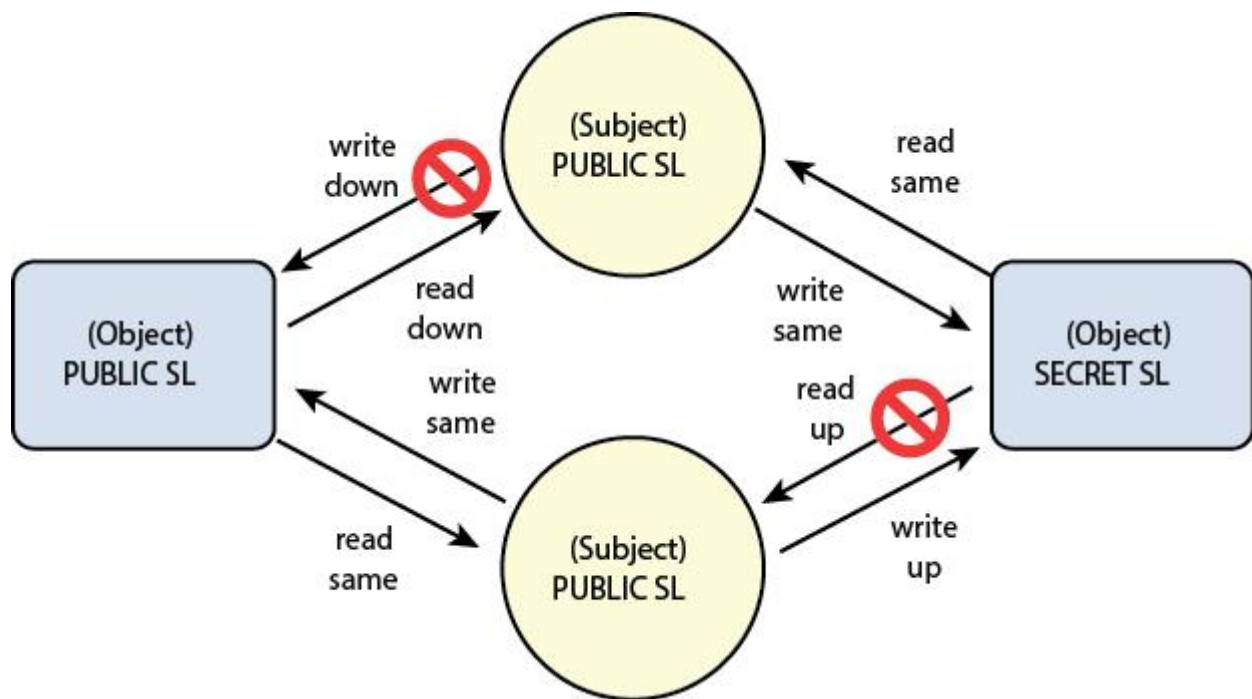 (Subject)
PUBLIC SL
write
down
read
same
read
down
write
same
(Object)
PUBLIC SL
(Object)
SECRET SL
write
same
read
up
read
same
(Subject)
PUBLIC SL
write
up